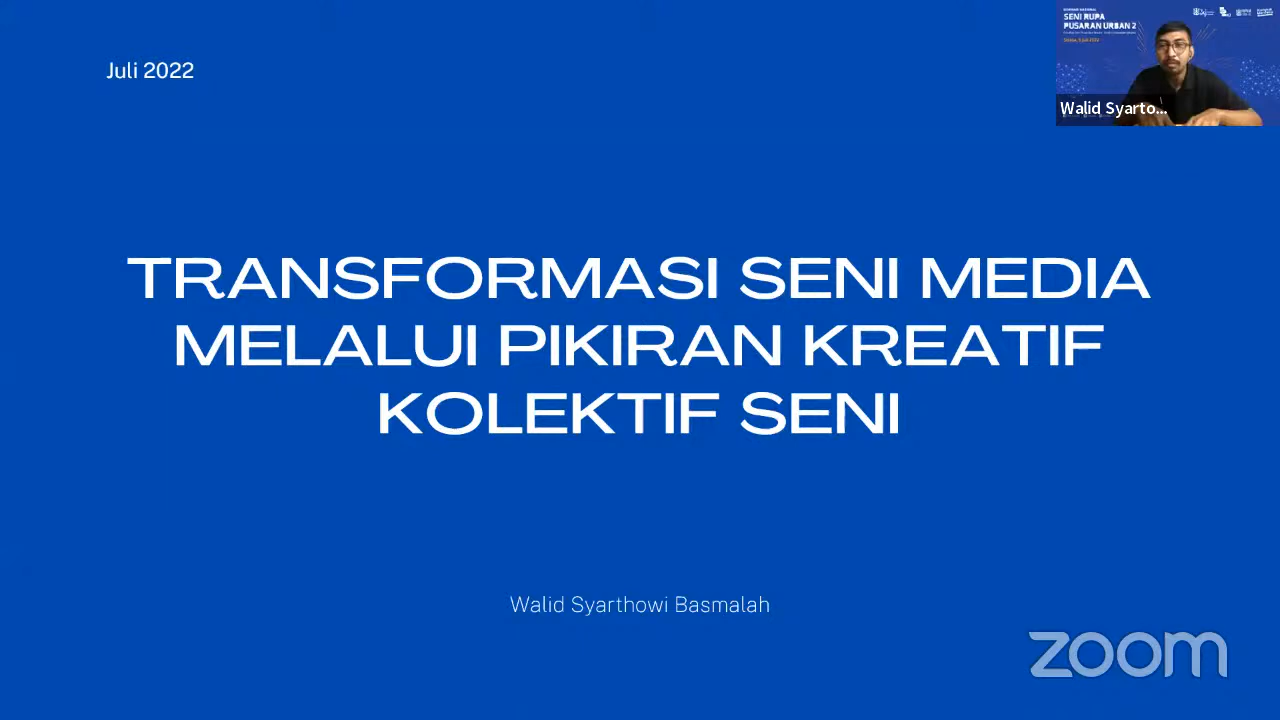 Juli 2022
SENI RUPA
PUSARAN URBAN 2
Walid Syarto...
TRANSFORMASI SENI MEDIA
MELALUI PIKIRAN KREATIF
KOLEKTIF SENI
Walid Syarthowi Basmalah
zoom